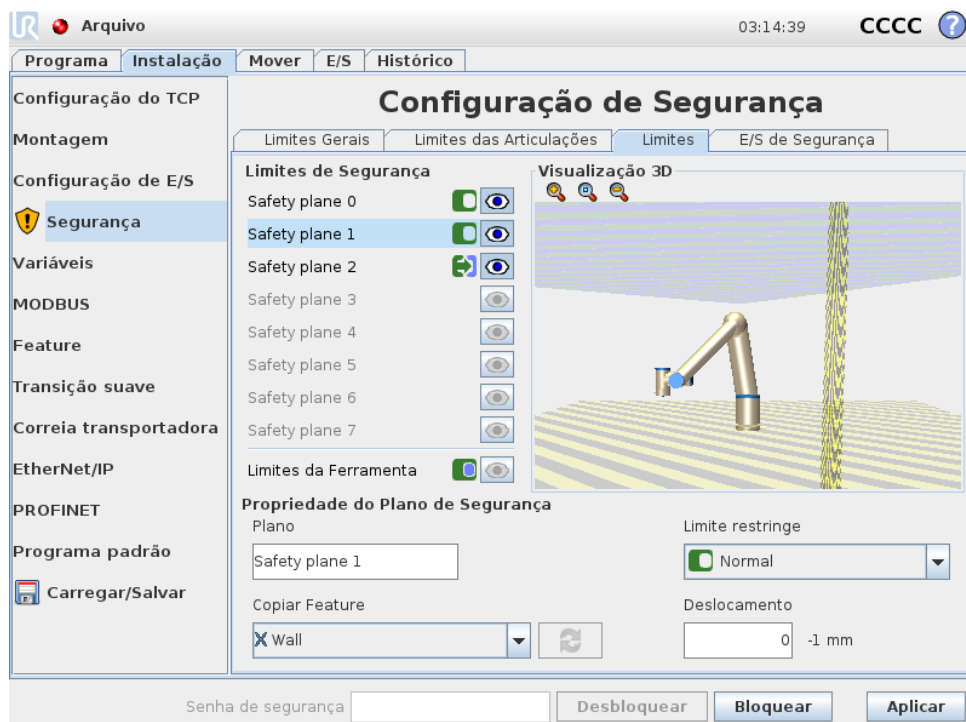 UR Arquivo 03:14:39 CCCC ?
Programa Instalação Mover E/S Histórico
Configuração do TCP
Montagem
Configuração de E/S
Segurança
Variáveis
MODBUS
Feature
Transição suave
Correia transportadora
EtherNet/IP
PROFINET
Programa padrão
Carregar/Salvar
Configuração de Segurança
Limites Gerais Limites das Articulações Limites E/S de Segurança
Limites de Segurança
Safety plane 0
Safety plane 1
Safety plane 2
Safety plane 3
Safety plane 4
Safety plane 5
Safety plane 6
Safety plane 7
Limites da Ferramenta
Visualização 3D
Propriedade do Plano de Segurança
Plano
Safety plane 1
Limite restringe
Normal
Copiar Feature
Wall
Deslocamento
0 -1 mm
Senha de segurança Desbloquear Bloquear Aplicar